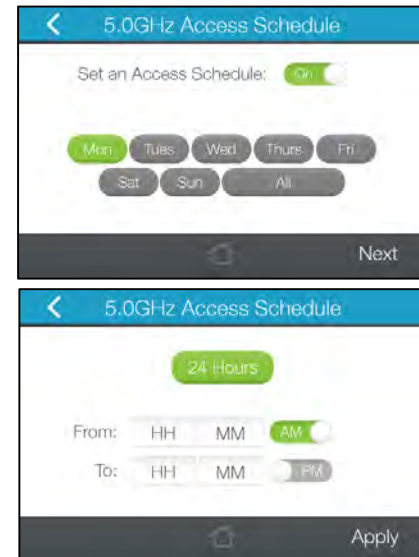 5.0GHz Access Schedule
Set an Access Schedule: On
Mon Tues Wed Thurs Fri
Sat Sun All
Next
5.0GHz Access Schedule
24 Hours
From: HH MM AM
To: HH MM PM
Apply